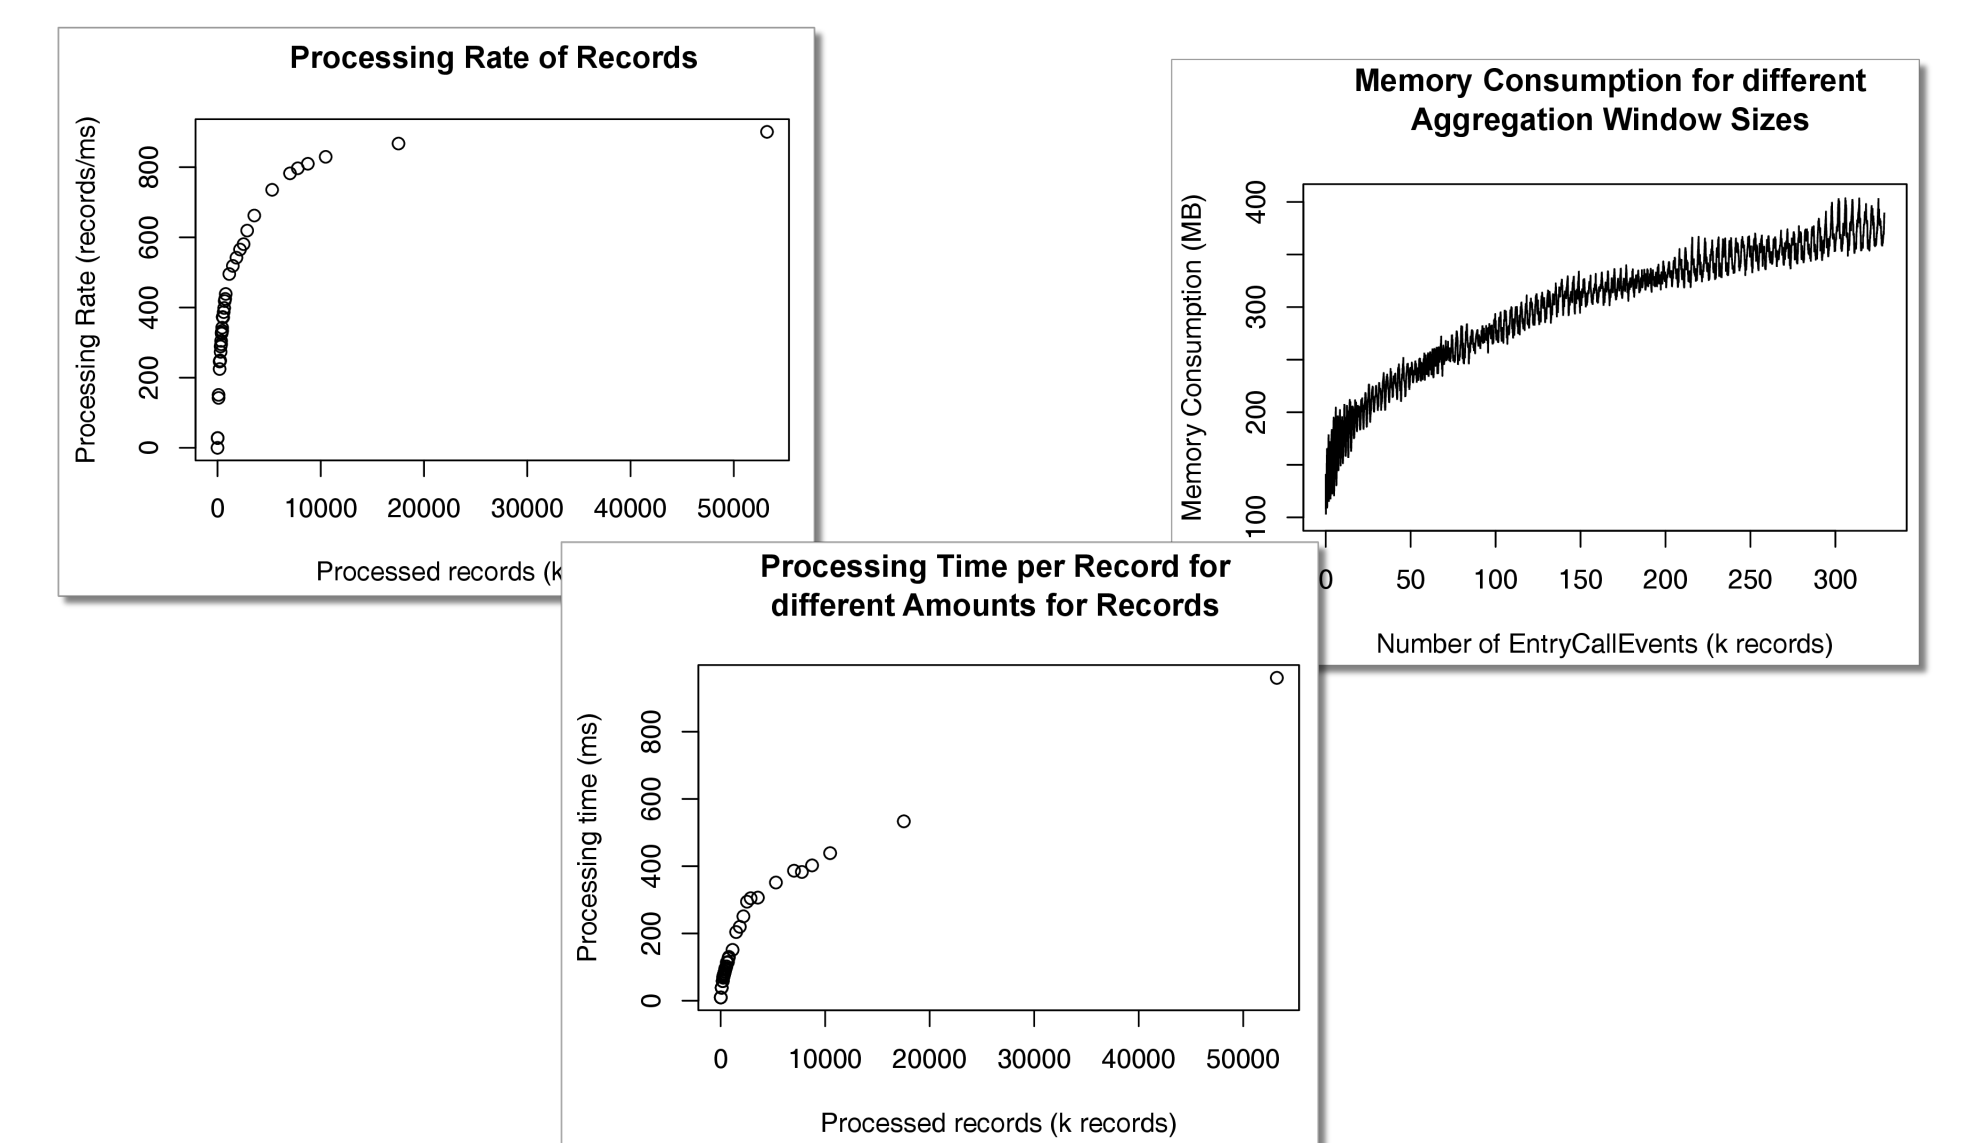 Processing Rate of Records
Processing Rate (records/ms)
800
600
400
200
0
0 10000 20000 30000 40000 50000
Processed records (k
Memory Consumption for different
Aggregation Window Sizes
Memory Consumption (MB)
400
300
200
100
0 50 100 150 200 250 300
Number of EntryCallEvents (k records)
Processing Time per Record for
different Amounts for Records
Processing time (ms)
800
600
400
200
0
0 10000 20000 30000 40000 50000
Processed records (k records)